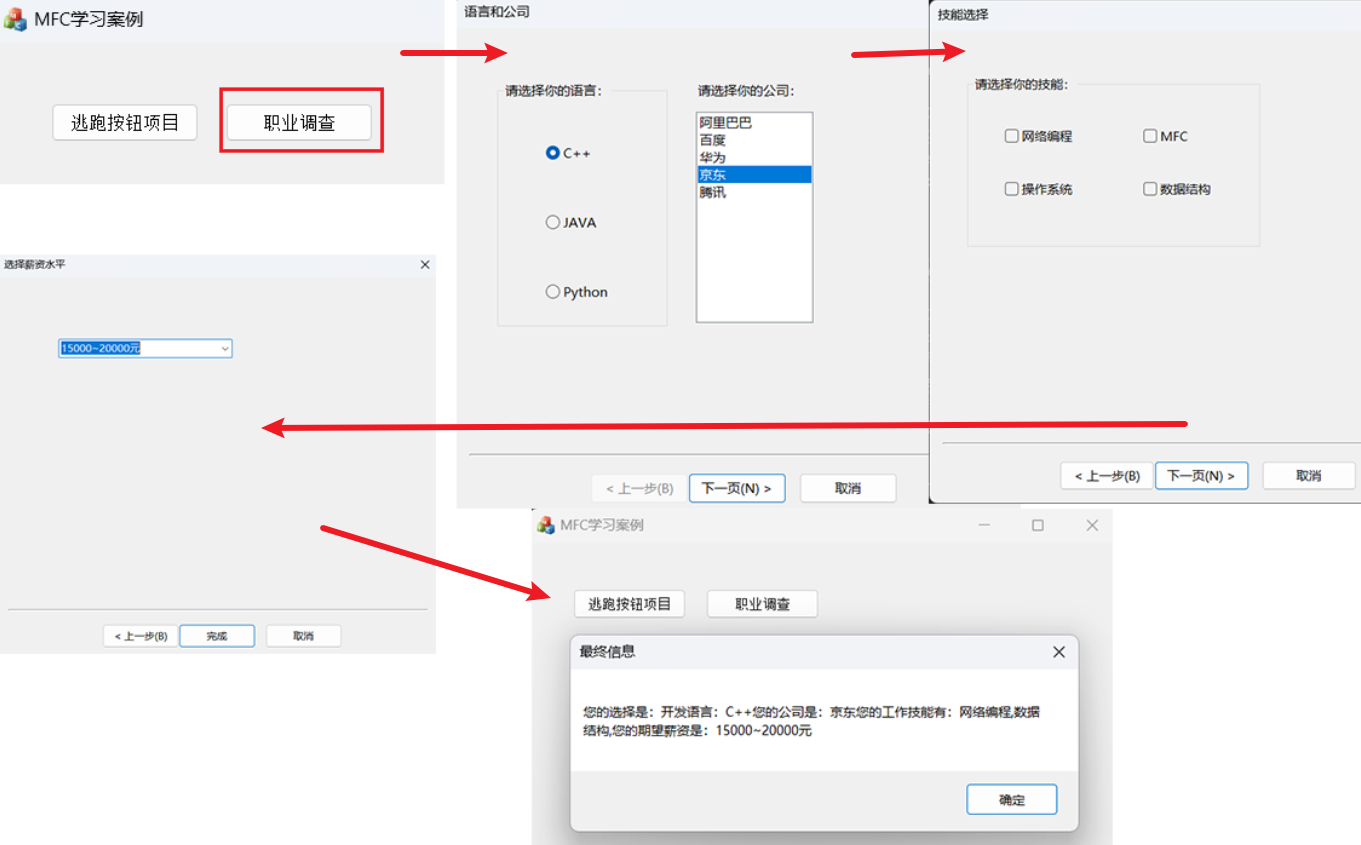 MFC学习案例
逃跑按钮项目
职业调查
语言和公司
请选择你的语言:
C++
JAVA
Python
请选择你的公司:
阿里巴巴
百度
华为
京东
腾讯
< 上一步(B)
下一页(N) >
取消
技能选择
请选择你的技能:
网络编程
MFC
操作系统
数据结构
< 上一步(B)
下一页(N) >
取消
选择薪资水平
15000~20000元
< 上一步(B)
完成
取消
MFC学习案例
逃跑按钮项目
职业调查
最终信息
您的选择是：开发语言：C++您的公司是：京东您的工作技能有：网络编程,数据
结构,您的期望薪资是：15000~20000元
确定